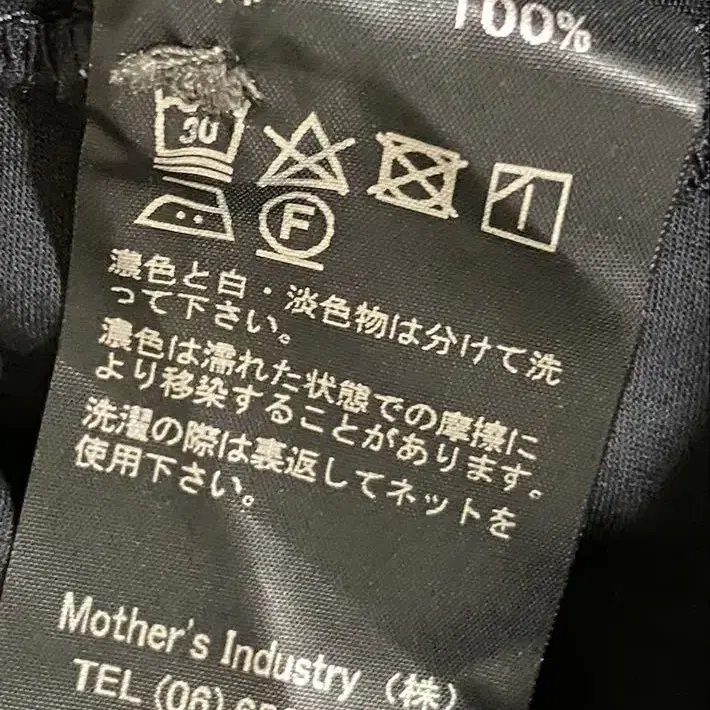 100%
30
F
濃色と白・淡色物は分けて洗
って下さい。
濃色は濡れた状態での摩擦に
より移染することがあります。
洗濯の際は裏返してネットを
使用下さい。
Mother's Industry (株)
TEL (06)